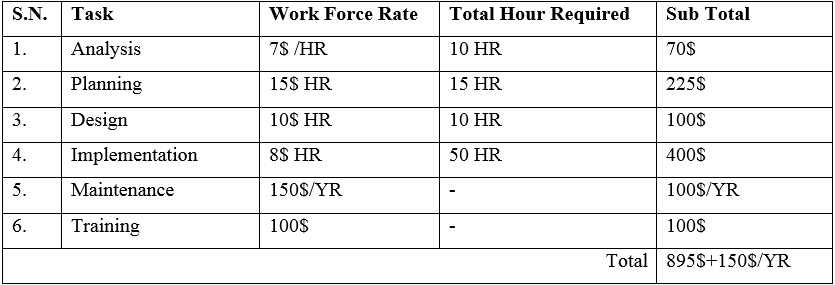 S.N. Task Work Force Rate Total Hour Required Sub Total
1. Analysis 7$ /HR 10 HR 70$
2. Planning 15$ HR 15 HR 225$
3. Design 10$ HR 10 HR 100$
4. Implementation 8$ HR 50 HR 400$
5. Maintenance 150$/YR - 100$/YR
6. Training 100$ - 100$
Total 895$+150$/YR